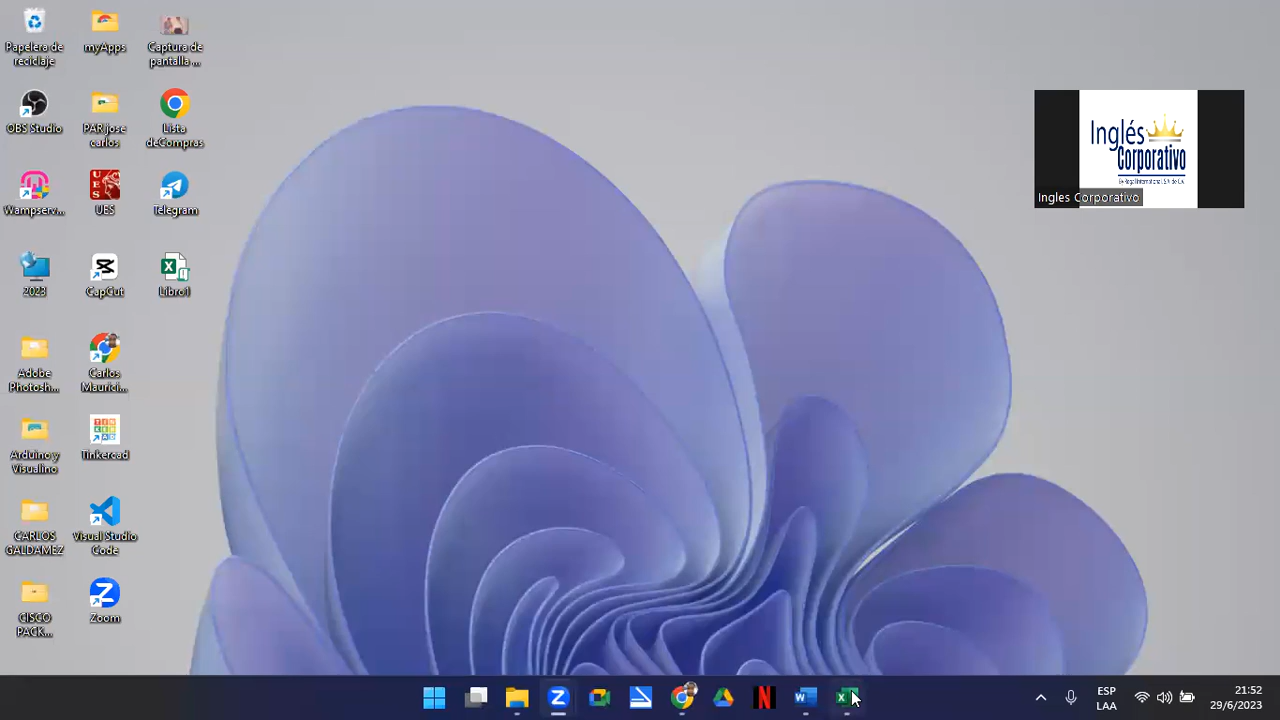 Papelera de
reciclaje
myApps
Captura de
pantalla ...
OBS Studio
PAR jose
carlos
Lista
deCompras
Wampserv...
UES
UES
Telegram
2023
CapCut
Libro1
Adobe
Photosh...
Carlos
Maurici...
Arduino y
Visualino
TINKERCAD
Tinkercad
CARLOS
GALDAMEZ
Visual Studio
Code
CISCO
PACK...
Zoom
Inglés
Corporativo
Ingles Corporativo
ESP
LAA
21:52
29/6/2023